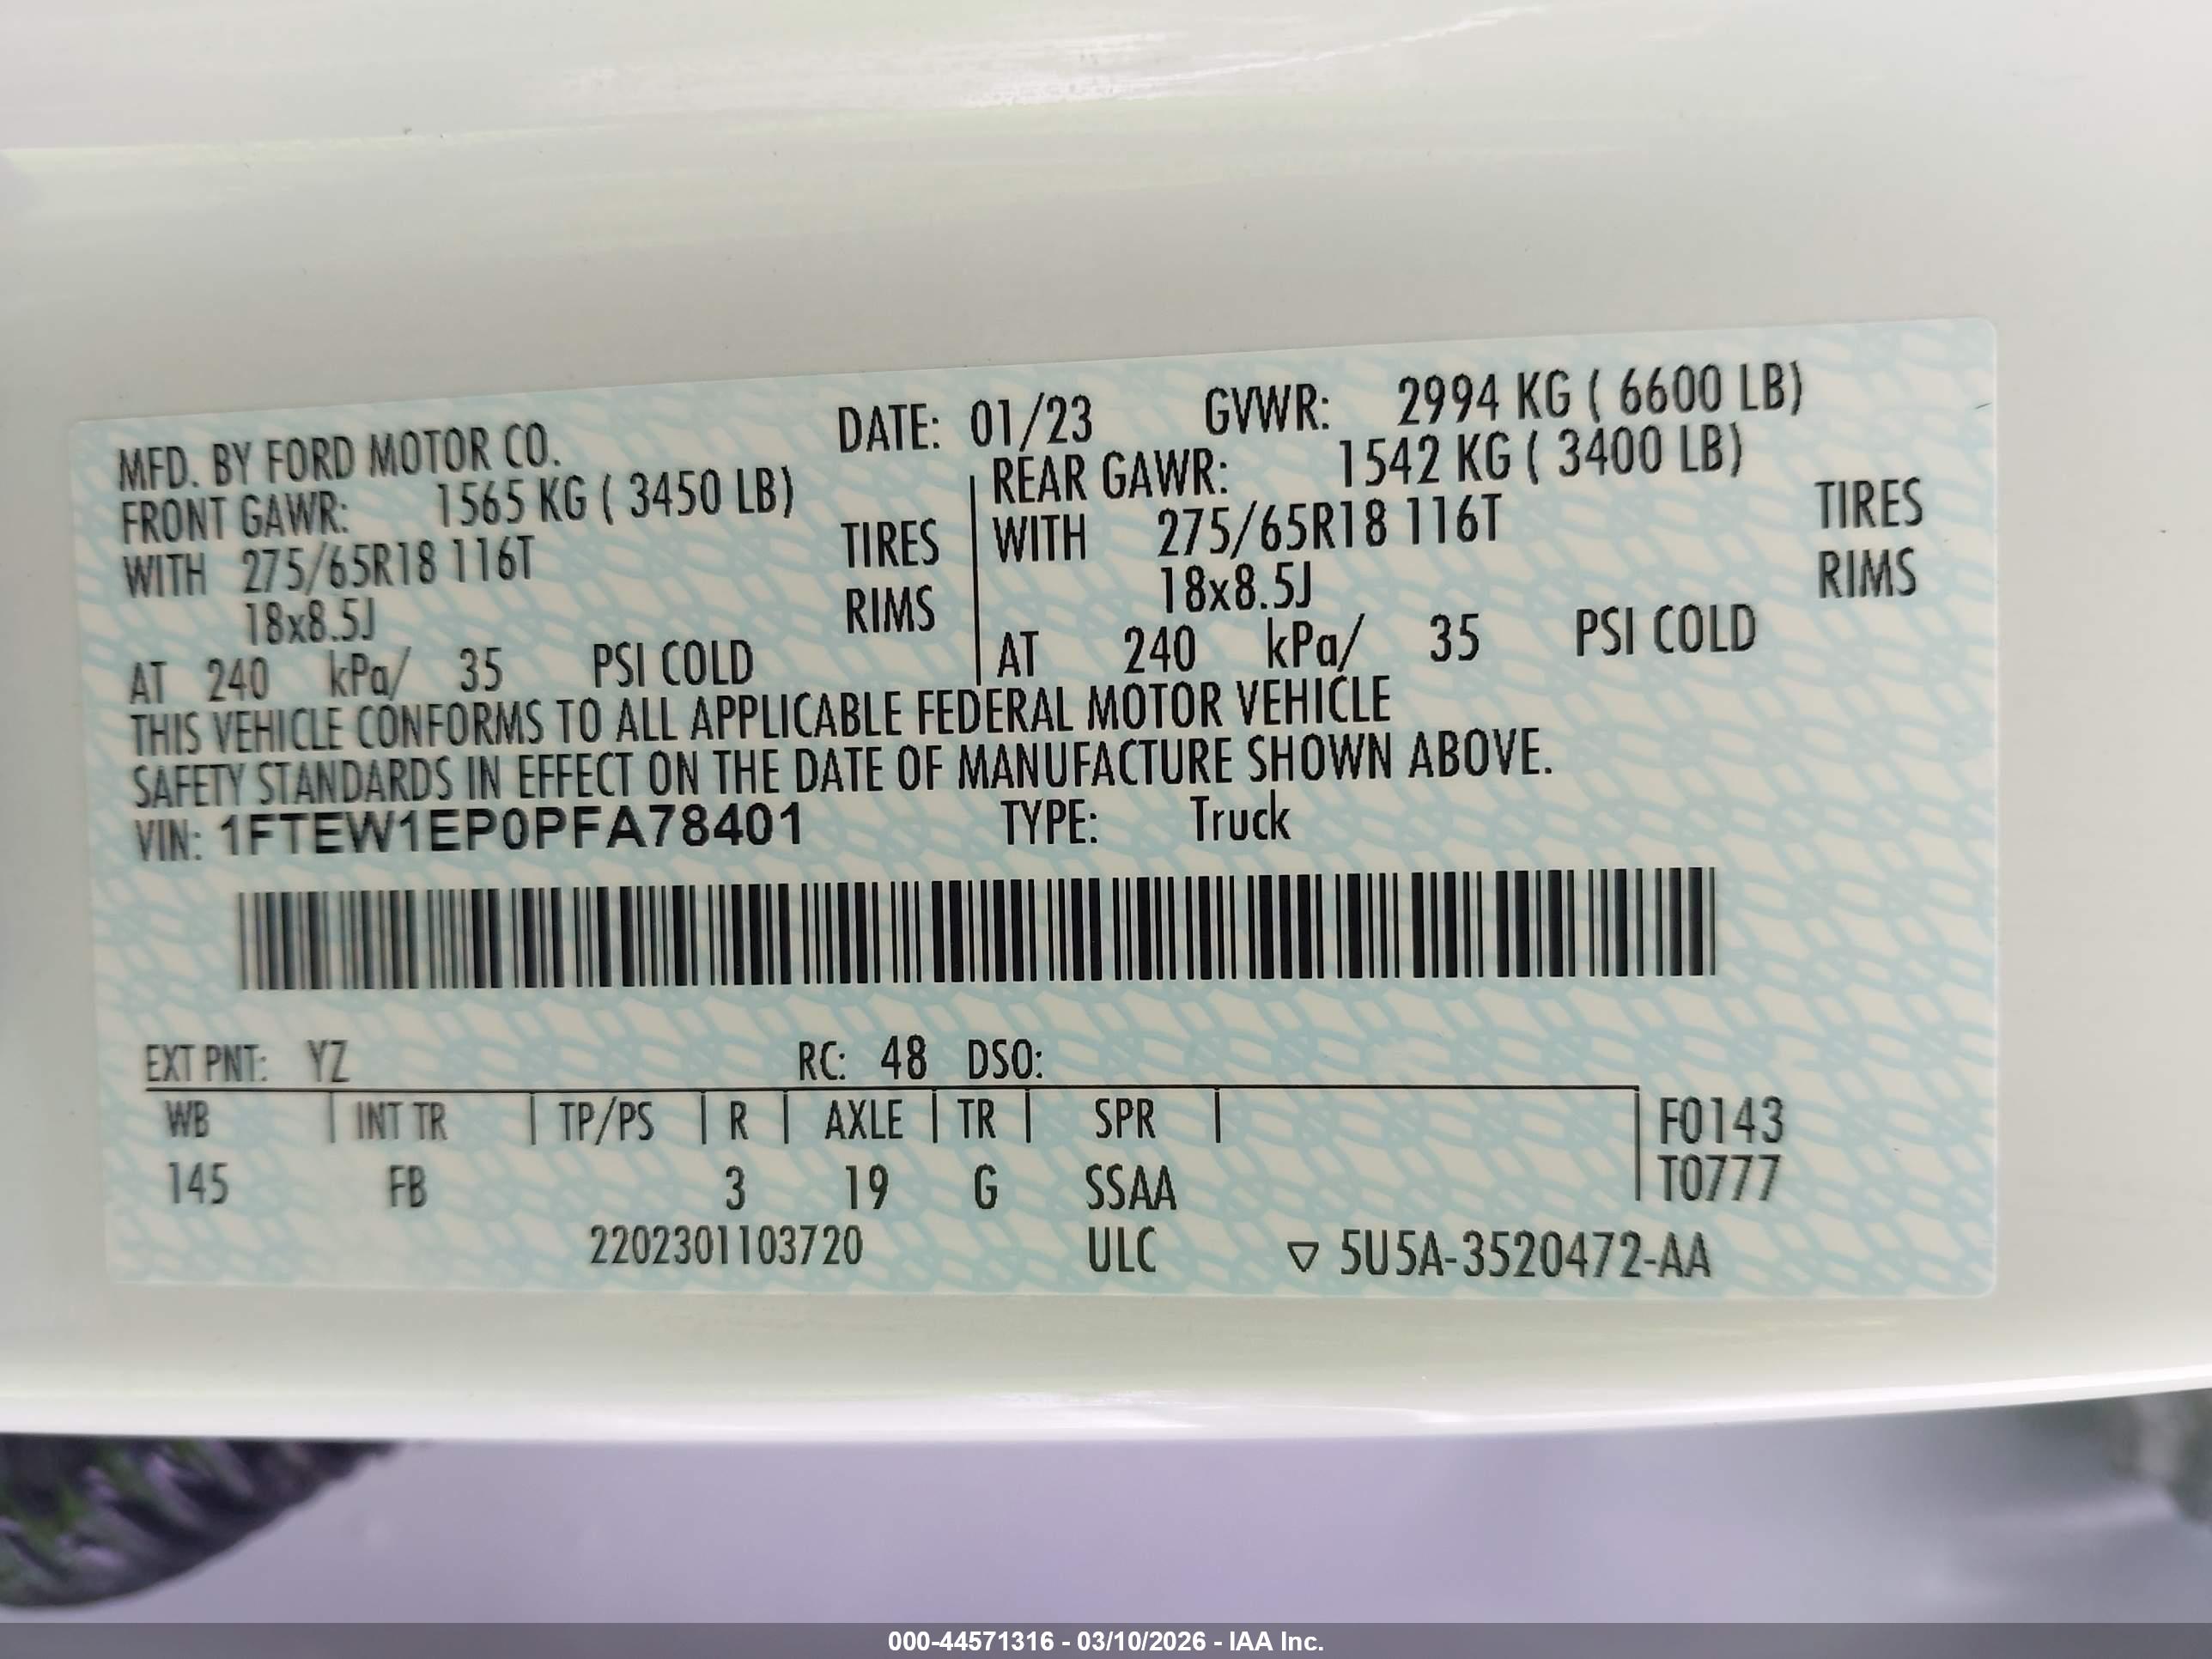 MFD. BY FORD MOTOR CO. DATE: 01/23 GVWR: 2994 KG ( 6600 LB)
FRONT GAWR: 1565 KG ( 3450 LB) REAR GAWR: 1542 KG ( 3400 LB)
WITH 275/65R18 116T TIRES WITH 275/65R18 116T TIRES
18x8.5J RIMS 18x8.5J RIMS
AT 240 kPa/ 35 PSI COLD AT 240 kPa/ 35 PSI COLD
THIS VEHICLE CONFORMS TO ALL APPLICABLE FEDERAL MOTOR VEHICLE
SAFETY STANDARDS IN EFFECT ON THE DATE OF MANUFACTURE SHOWN ABOVE.
VIN: 1FTEW1EP0PFA78401 TYPE: Truck
EXT PNT: YZ RC: 48 DSO:
WB INT TR TP/PS R AXLE TR SPR F0143
145 FB 3 19 G SSAA T0777
2202301103720 ULC ▽ 5U5A-3520472-AA
000-44571316 - 03/10/2026 - IAA Inc.